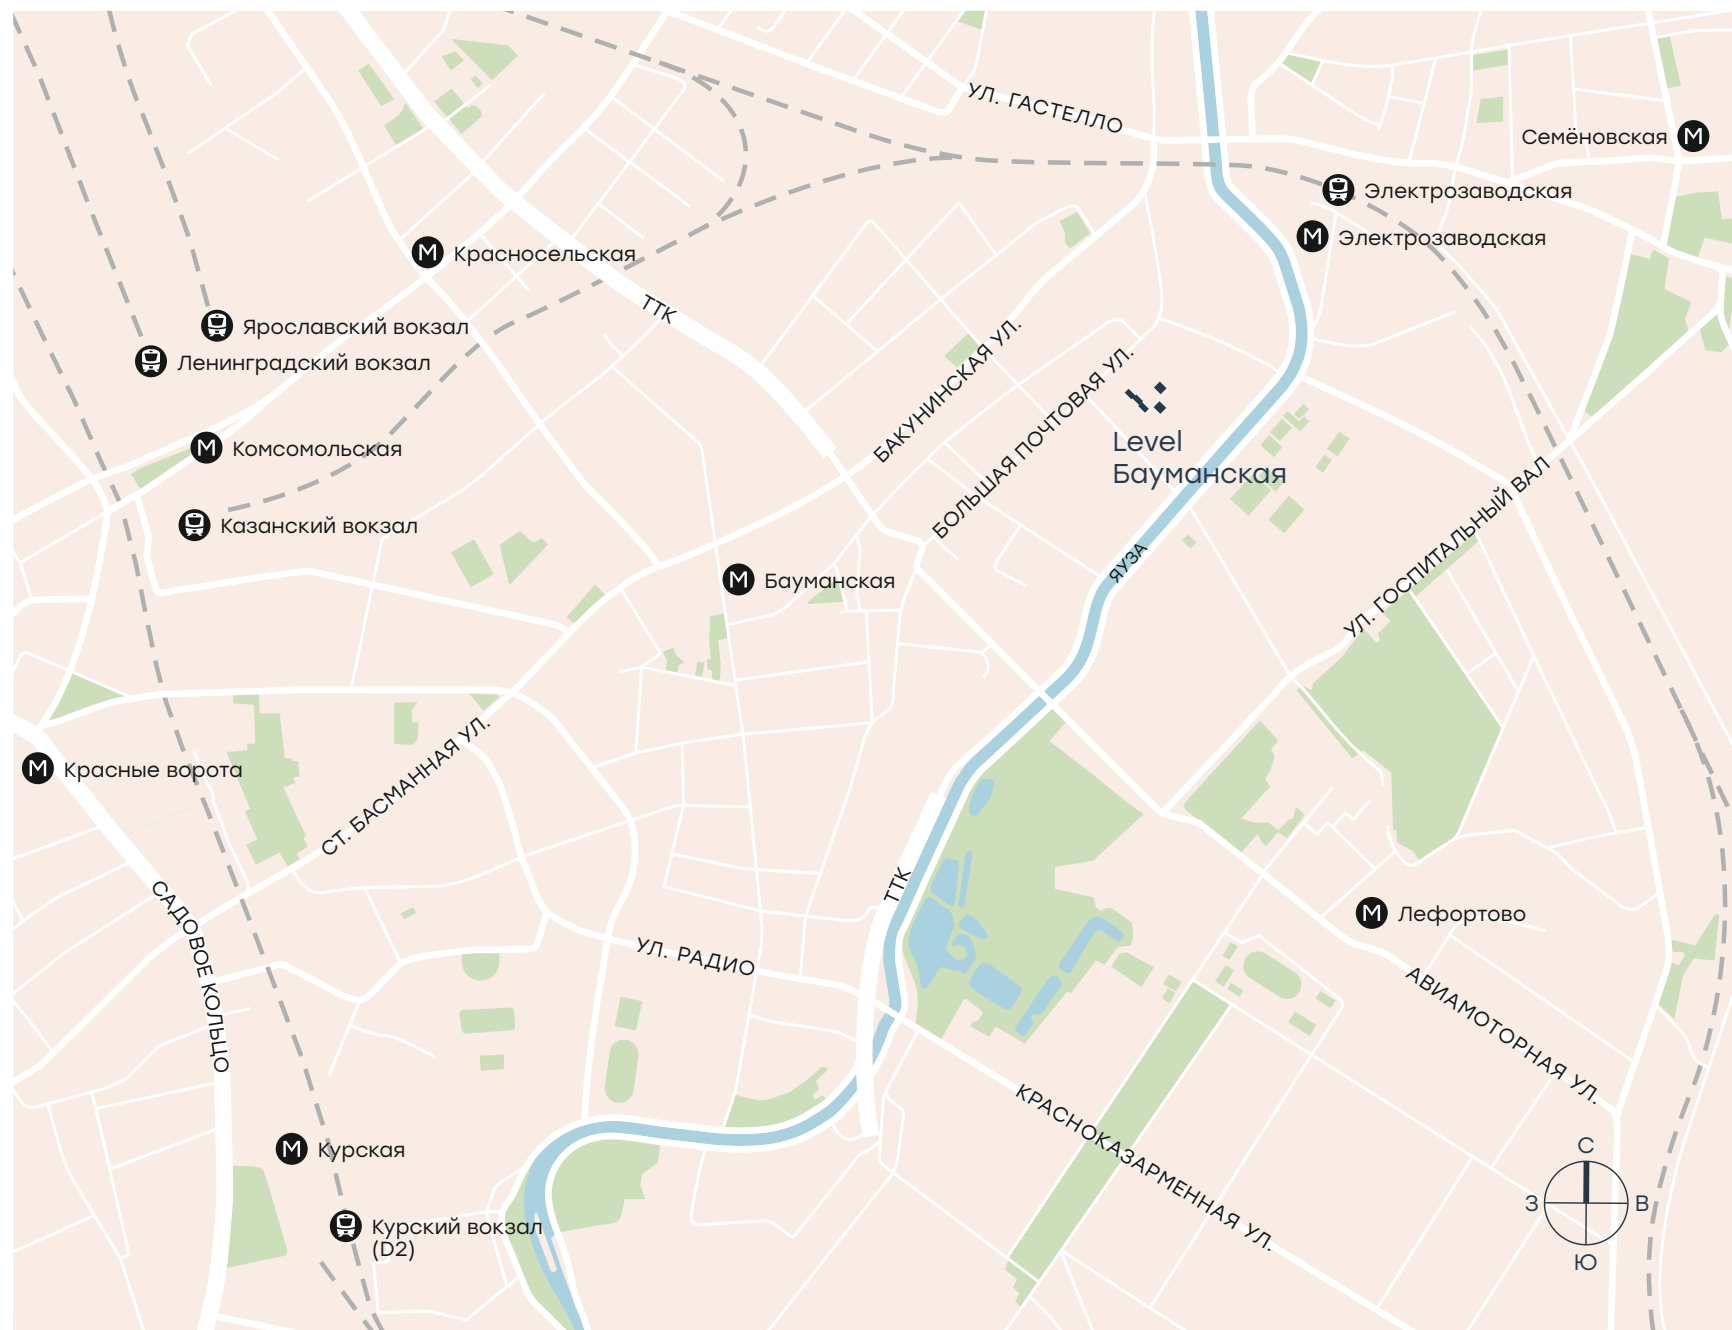 УЛ. ГАСТЕЛЛО
Семёновская
М
Электрозаводская
М
Электрозаводская
М
Красносельская
ТТК
Ярославский вокзал
Ленинградский вокзал
БАКУНИНСКАЯ УЛ.
БОЛЬШАЯ ПОЧТОВАЯ УЛ.
Level
Бауманская
М
Комсомольская
Казанский вокзал
УЛ. ГОСПИТАЛЬНЫЙ ВАЛ
ЯУЗА
М
Бауманская
М
Красные ворота
СТ. БАСМАННАЯ УЛ.
САДОВОЕ КОЛЬЦО
ТТК
М
Лефортово
УЛ. РАДИО
АВИАМОТОРНАЯ УЛ.
КРАСНОКАЗАРМЕННАЯ УЛ.
М
Курская
Курский вокзал
(D2)
С
З
В
Ю